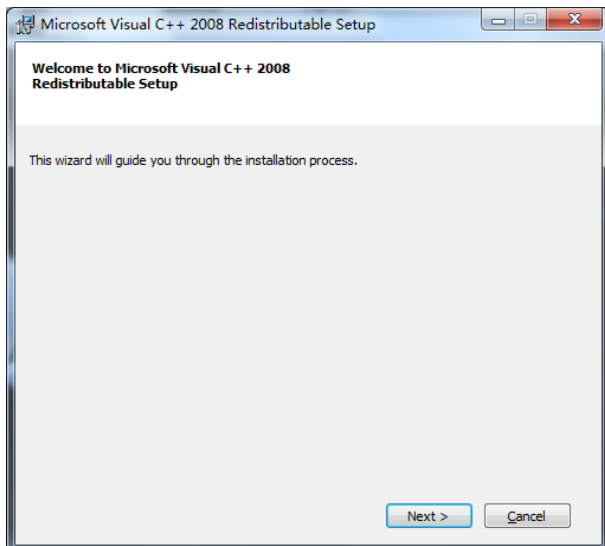 Microsoft Visual C++ 2008 Redistributable Setup
Welcome to Microsoft Visual C++ 2008
Redistributable Setup
This wizard will guide you through the installation process.
Next >
Cancel